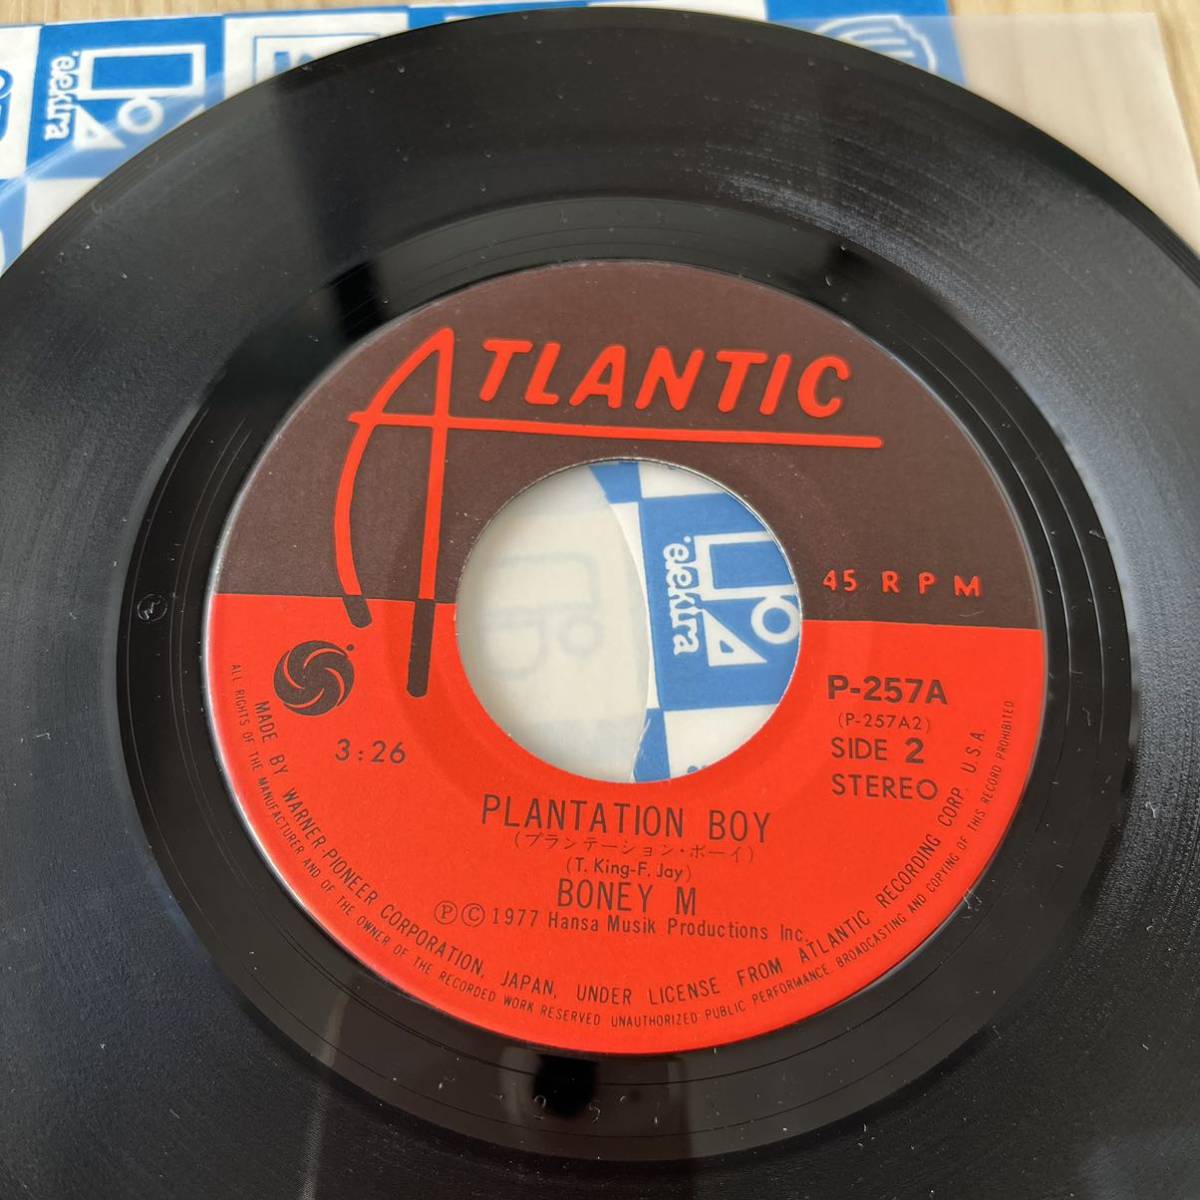 elektra
ATLANTIC
elektra
45 RPM
P-257A
(P-257A2)
SIDE 2
STEREO
3:26
PLANTATION BOY
(プランテーション・ボーイ)
(T. King-F. Jay)
BONEY M
ⓅⒸ1977 Hansa Musik Productions Inc.
MADE BY WARNER-PIONEER CORPORATION, JAPAN, UNDER LICENSE FROM ATLANTIC RECORDING CORP. U.S.A.
ALL RIGHTS OF THE MANUFACTURER AND OF THE OWNER OF THE RECORDED WORK RESERVED UNAUTHORIZED PUBLIC PERFORMANCE, BROADCASTING AND COPYING OF THIS RECORD PROHIBITED